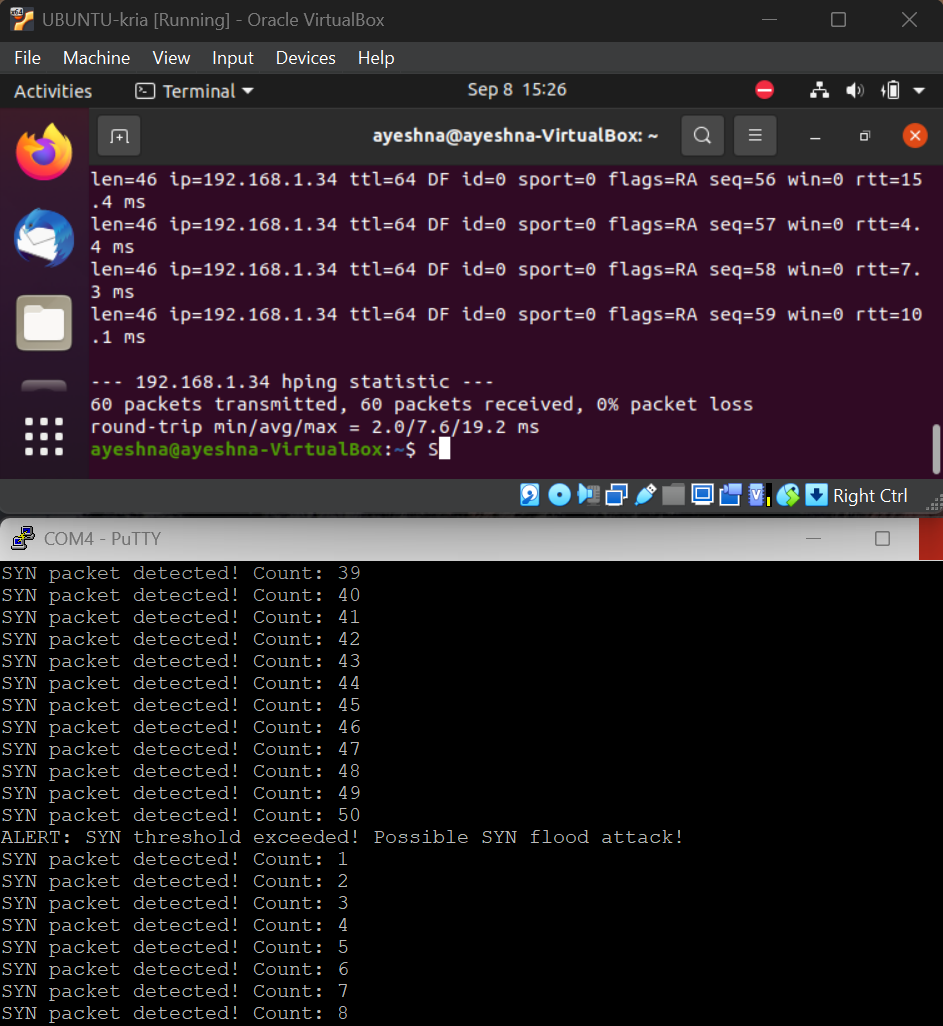 UBUNTU-kria [Running] - Oracle VirtualBox
File Machine View Input Devices Help
Activities Terminal Sep 8 15:26
ayeshna@ayeshna-VirtualBox: ~
len=46 ip=192.168.1.34 ttl=64 DF id=0 sport=0 flags=RA seq=56 win=0 rtt=15
.4 ms
len=46 ip=192.168.1.34 ttl=64 DF id=0 sport=0 flags=RA seq=57 win=0 rtt=4.
4 ms
len=46 ip=192.168.1.34 ttl=64 DF id=0 sport=0 flags=RA seq=58 win=0 rtt=7.
3 ms
len=46 ip=192.168.1.34 ttl=64 DF id=0 sport=0 flags=RA seq=59 win=0 rtt=10
.1 ms
--- 192.168.1.34 hping statistic ---
60 packets transmitted, 60 packets received, 0% packet loss
round-trip min/avg/max = 2.0/7.6/19.2 ms
ayeshna@ayeshna-VirtualBox:~$ S
Right Ctrl
COM4 - PuTTY
SYN packet detected! Count: 39
SYN packet detected! Count: 40
SYN packet detected! Count: 41
SYN packet detected! Count: 42
SYN packet detected! Count: 43
SYN packet detected! Count: 44
SYN packet detected! Count: 45
SYN packet detected! Count: 46
SYN packet detected! Count: 47
SYN packet detected! Count: 48
SYN packet detected! Count: 49
SYN packet detected! Count: 50
ALERT: SYN threshold exceeded! Possible SYN flood attack!
SYN packet detected! Count: 1
SYN packet detected! Count: 2
SYN packet detected! Count: 3
SYN packet detected! Count: 4
SYN packet detected! Count: 5
SYN packet detected! Count: 6
SYN packet detected! Count: 7
SYN packet detected! Count: 8